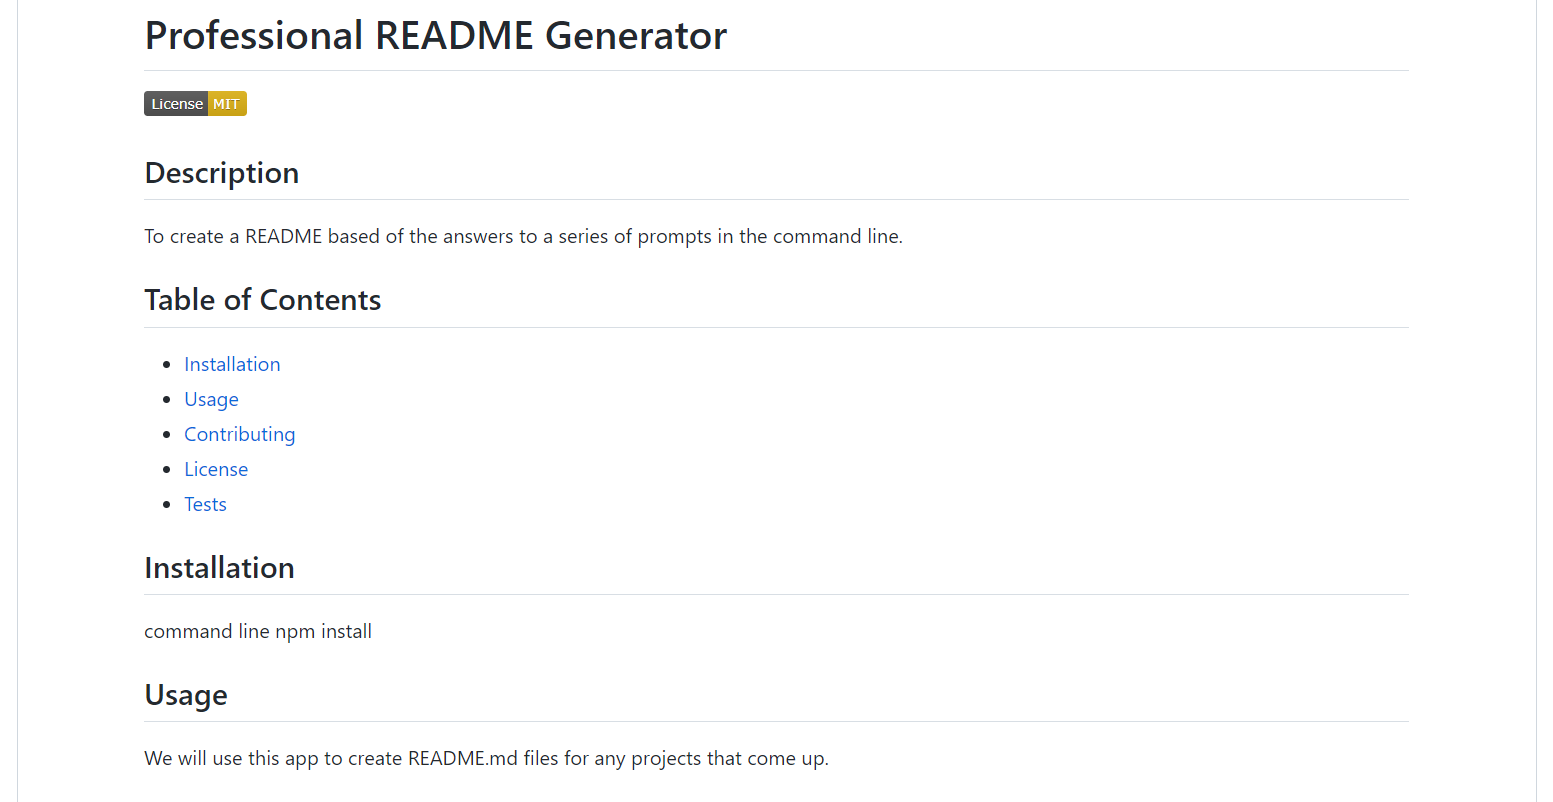 Professional README Generator
License MIT
Description
To create a README based of the answers to a series of prompts in the command line.
Table of Contents
Installation
Usage
Contributing
License
Tests
Installation
command line npm install
Usage
We will use this app to create README.md files for any projects that come up.